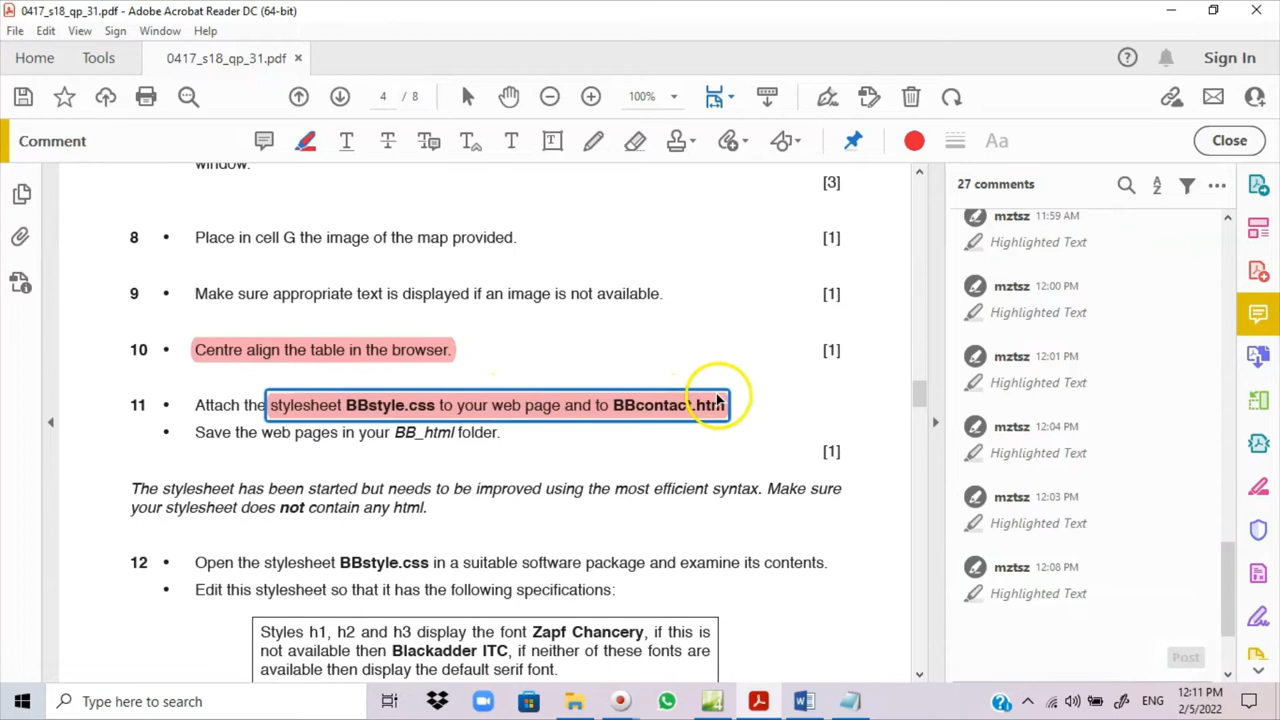 0417_s18_qp_31.pdf - Adobe Acrobat Reader DC (64-bit)
File Edit View Sign Window Help
Home Tools 0417_s18_qp_31.pdf × Sign In
4 / 8 100%
Comment Close
window.
[3]
8 • Place in cell G the image of the map provided. [1]
9 • Make sure appropriate text is displayed if an image is not available. [1]
10 • Centre align the table in the browser. [1]
11 • Attach the stylesheet BBstyle.css to your web page and to BBcontact.htm
• Save the web pages in your BB_html folder.
[1]
The stylesheet has been started but needs to be improved using the most efficient syntax. Make sure
your stylesheet does not contain any html.
12 • Open the stylesheet BBstyle.css in a suitable software package and examine its contents.
• Edit this stylesheet so that it has the following specifications:
Styles h1, h2 and h3 display the font Zapf Chancery, if this is
not available then Blackadder ITC, if neither of these fonts are
available then display the default serif font.
27 comments
mztsz 11:59 AM
Highlighted Text
mztsz 12:00 PM
Highlighted Text
mztsz 12:01 PM
Highlighted Text
mztsz 12:04 PM
Highlighted Text
mztsz 12:03 PM
Highlighted Text
mztsz 12:08 PM
Highlighted Text
Post
Type here to search
ENG
12:11 PM
2/5/2022